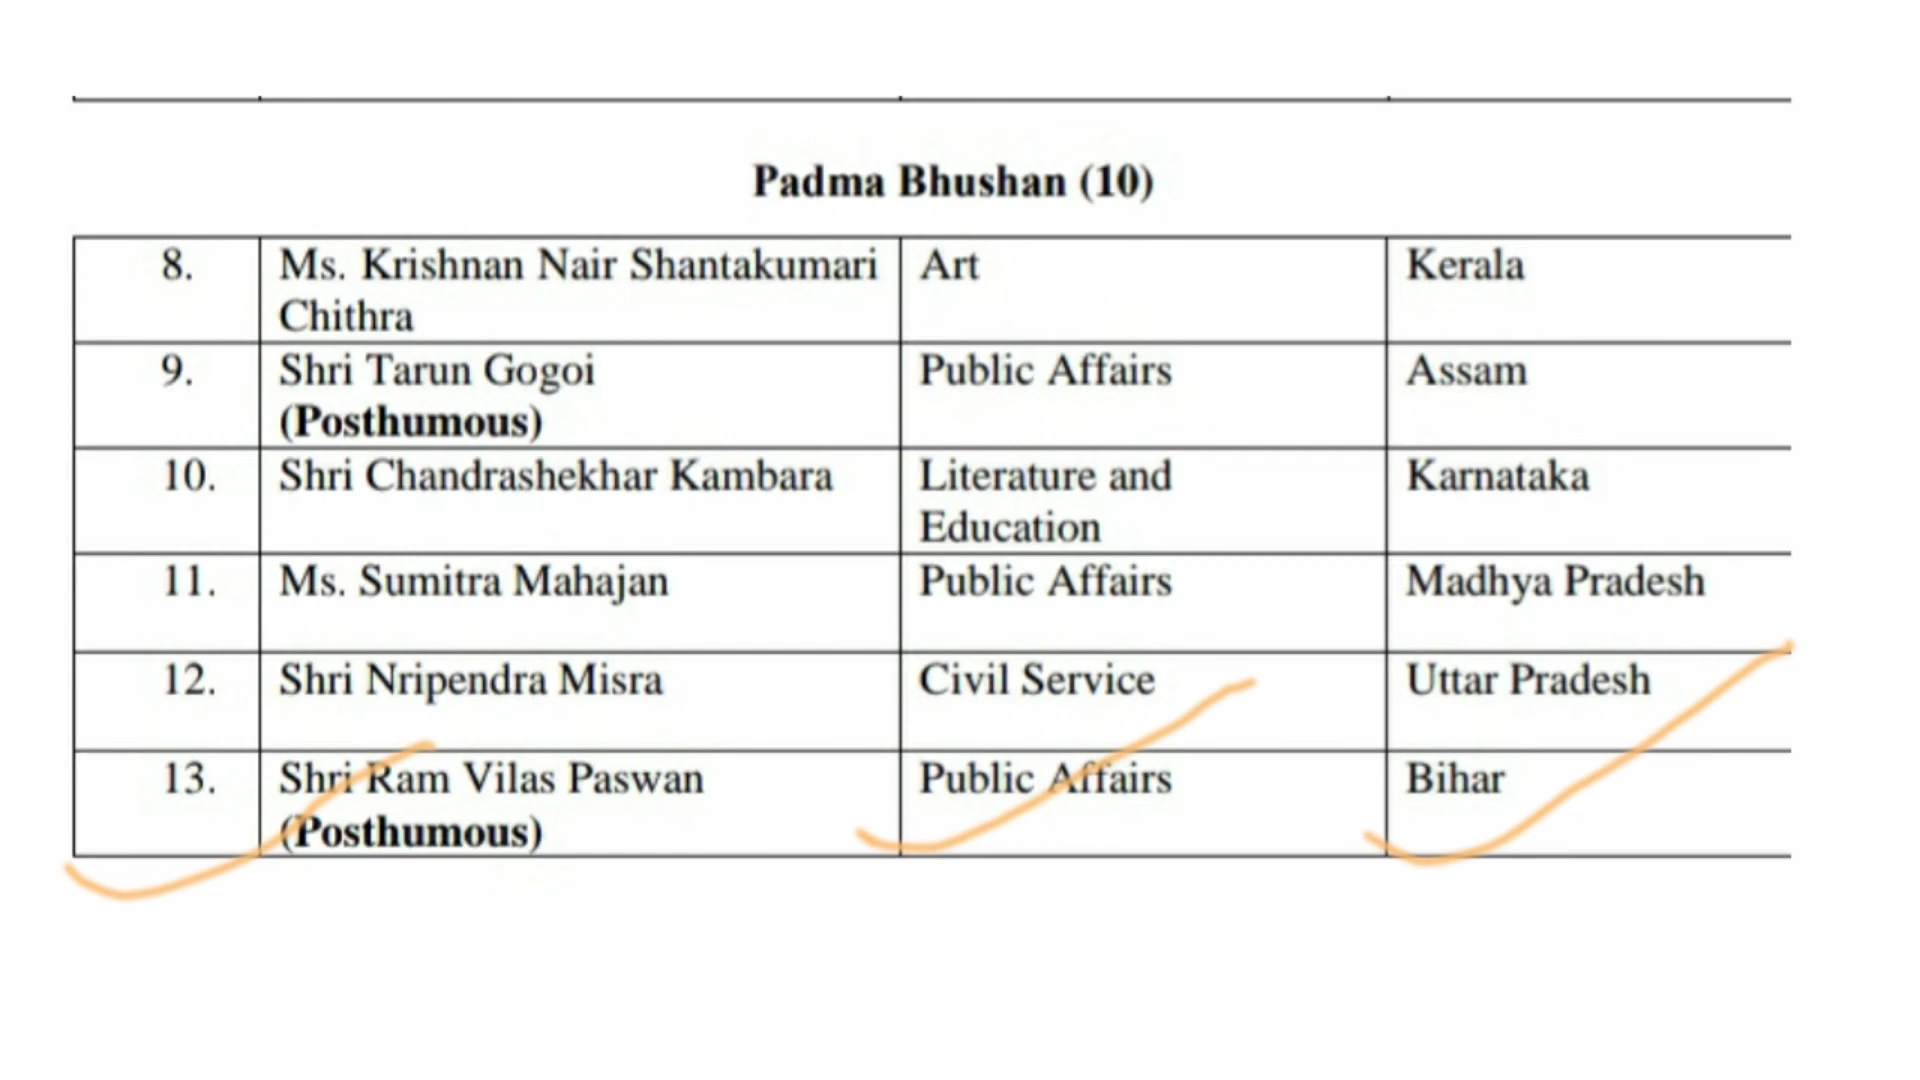 Padma Bhushan (10)
8. Ms. Krishnan Nair Shantakumari Art Kerala
Chithra
9. Shri Tarun Gogoi Public Affairs Assam
(Posthumous)
10. Shri Chandrashekhar Kambara Literature and Karnataka
Education
11. Ms. Sumitra Mahajan Public Affairs Madhya Pradesh
12. Shri Nripendra Misra Civil Service Uttar Pradesh
13. Shri Ram Vilas Paswan Public Affairs Bihar
(Posthumous)